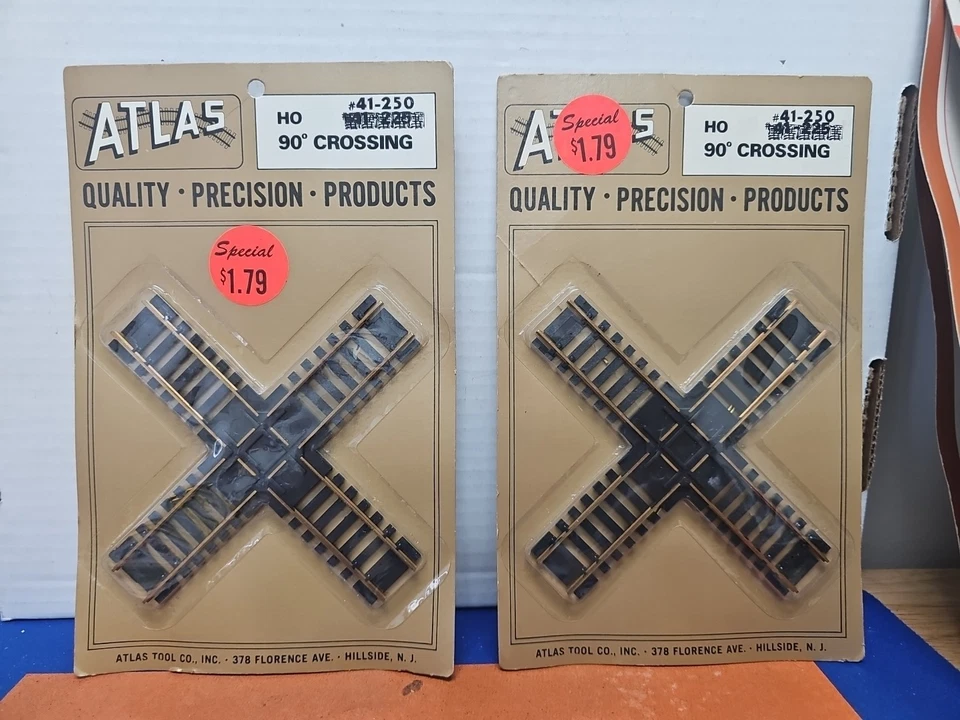 ATLAS
HO
#41-250
90° CROSSING
QUALITY · PRECISION · PRODUCTS
Special
$1.79
ATLAS TOOL CO., INC. · 378 FLORENCE AVE. · HILLSIDE, N. J.
Special
$1.79
HO
#41-250
90° CROSSING
QUALITY · PRECISION · PRODUCTS
ATLAS TOOL CO., INC. · 378 FLORENCE AVE. · HILLSIDE, N. J.